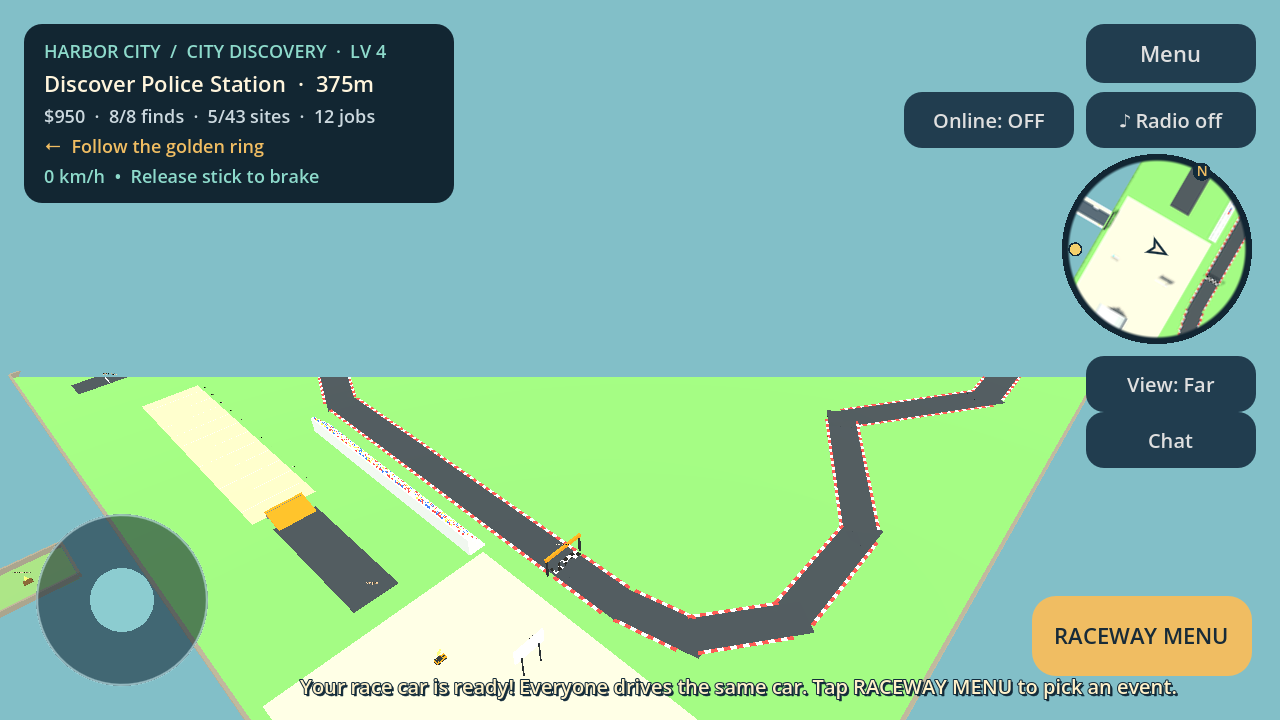 HARBOR CITY / CITY DISCOVERY · LV 4
Discover Police Station · 375m
$950 · 8/8 finds · 5/43 sites · 12 jobs
← Follow the golden ring
0 km/h • Release stick to brake
Menu
Online: OFF
♪ Radio off
N
View: Far
Chat
RACEWAY MENU
Your race car is ready! Everyone drives the same car. Tap RACEWAY MENU to pick an event.